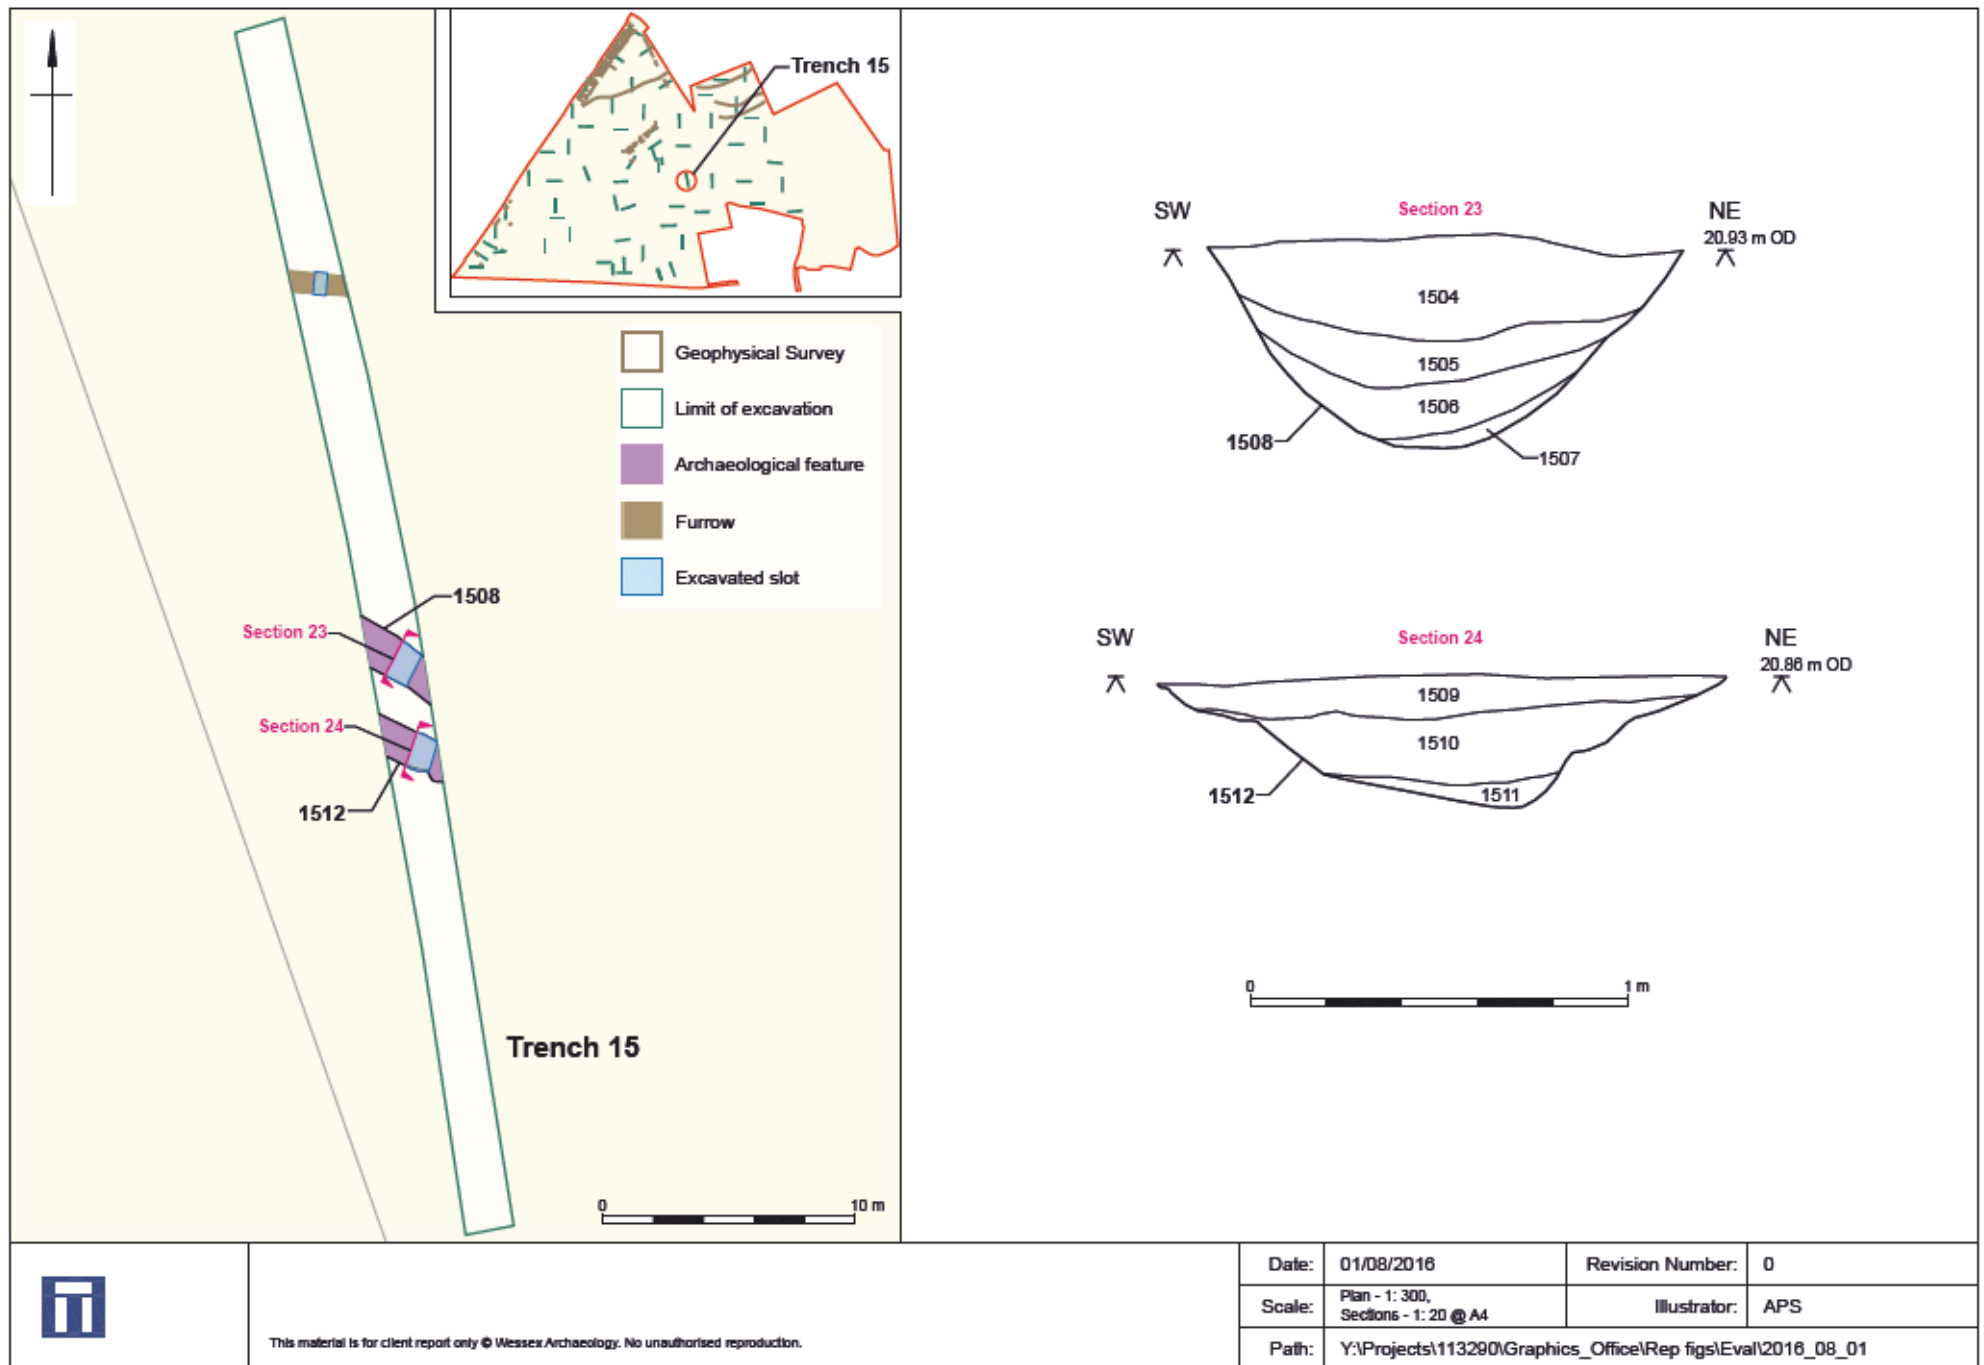 Trench 15
Geophysical Survey
Limit of excavation
Archaeological feature
Furrow
Excavated slot
1508
Section 23
Section 24
1512
Trench 15
0 10 m
SW Section 23 NE
20.93 m OD
1504
1505
1506
1508
1507
SW Section 24 NE
20.86 m OD
1509
1510
1511
1512
0 1 m
This material is for client report only © Wessex Archaeology. No unauthorised reproduction.
Date: 01/08/2016 Revision Number: 0
Scale: Plan - 1: 300,
Sections - 1: 20 @ A4 Illustrator: APS
Path: Y:\Projects\113290\Graphics_Office\Rep figs\Eval\2016_08_01